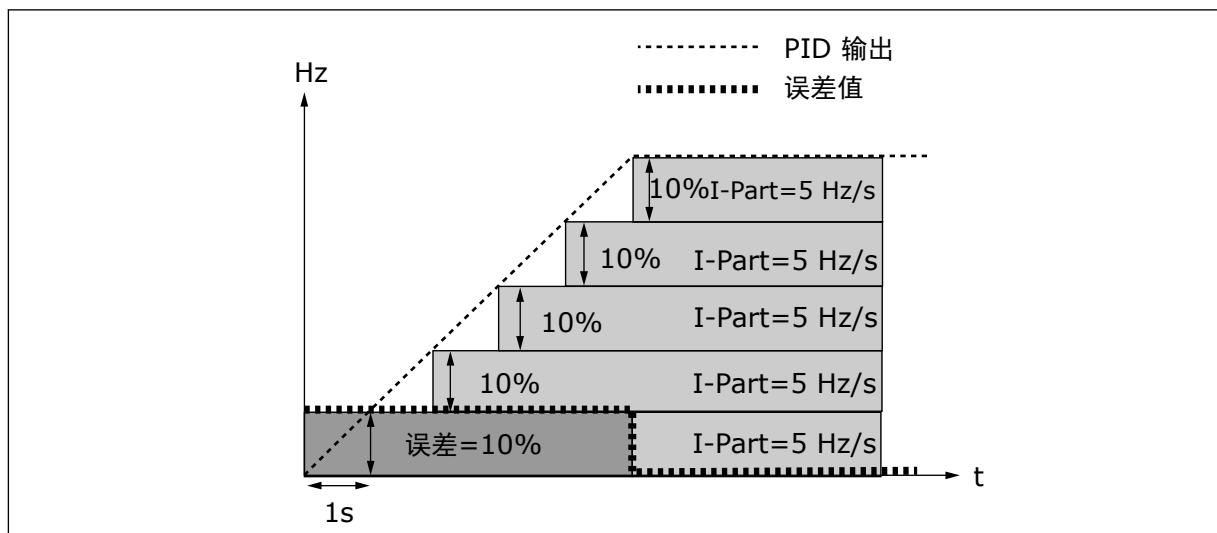 PID 输出
误差值
Hz
10% I-Part=5 Hz/s
10% I-Part=5 Hz/s
10% I-Part=5 Hz/s
10% I-Part=5 Hz/s
误差=10% I-Part=5 Hz/s
t
1s